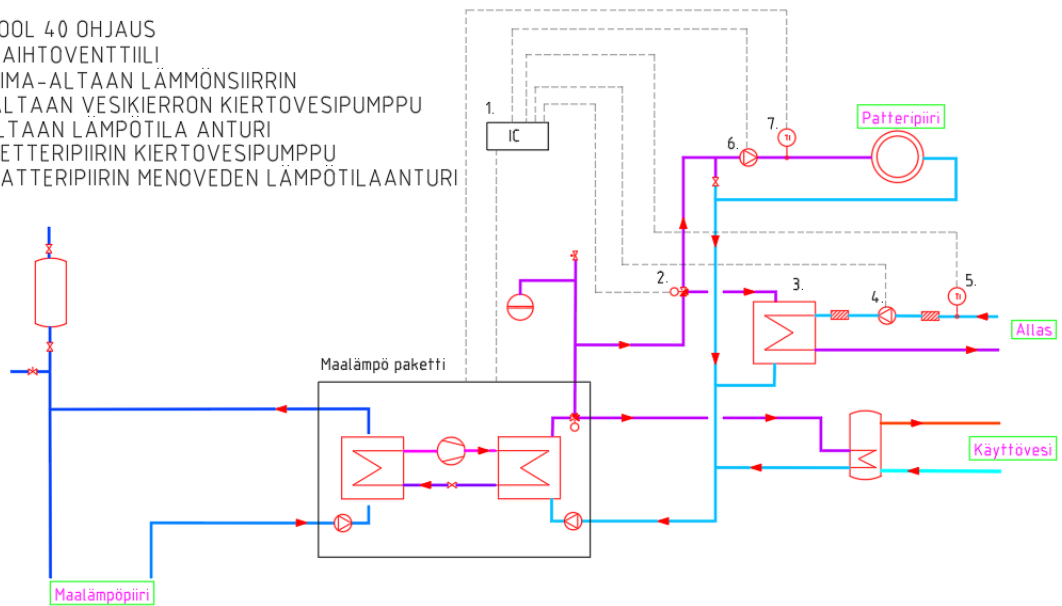 OOL 40 OHJAUS
AIHTOVENTTIILI
IMA-ALTAAN LÄMMÖNSIIRRIN
ALTAAN VESIKIERRON KIERTOVESIPUMPPU
LTAAN LÄMPÖTILA ANTURI
ETTERIPIIRIN KIERTOVESIPUMPPU
ATTERIPIIRIN MENOVEDEN LÄMPÖTILAANTURI
1.
IC
6.
7.
TI
Patteripiiri
2.
3.
4.
5.
TI
Allas
Maalämpö paketti
Käyttövesi
Maalämpöpiiri